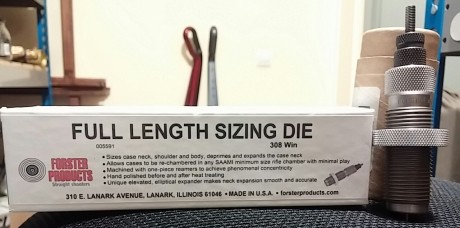 FULL LENGTH SIZING DIE
005591 308 Win
• Sizes case neck, shoulder and body, deprimes and expands the case neck
• Allows cases to be re-chambered in any SAAMI minimum size rifle chamber with minimal play
• Machined with one-piece reamers to achieve phenomenal concentricity
• Hand polished before and after heat treating
• Unique elevated, elliptical expander makes neck expansion smooth and accurate
FORSTER
PRODUCTS
Straight shooters
310 E. LANARK AVENUE, LANARK, ILLINOIS 61046 • MADE IN U.S.A. • forsterproducts.com